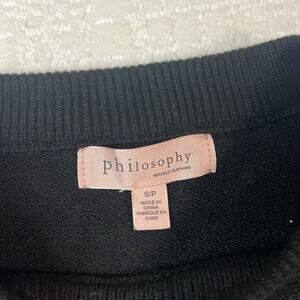 philosophy
REPUBLIC CLOTHING
S/P
MADE IN
CHINA
FABRIQUÉ EN
CHINE